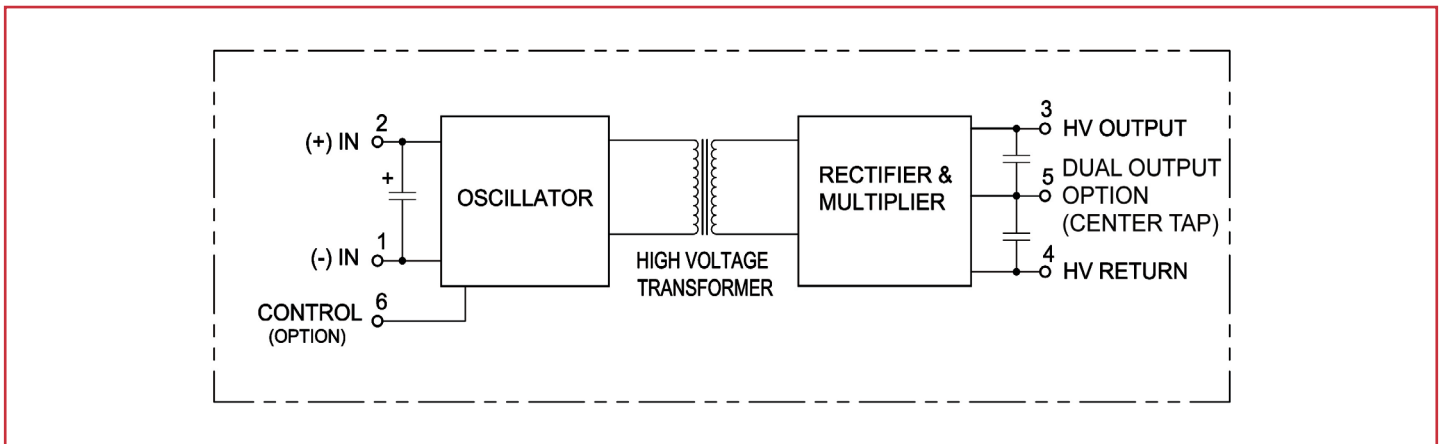 2
(+) IN
+
1
(-) IN
6
CONTROL
(OPTION)
OSCILLATOR
HIGH VOLTAGE
TRANSFORMER
RECTIFIER &
MULTIPLIER
3
HV OUTPUT
5
DUAL OUTPUT
OPTION
(CENTER TAP)
4
HV RETURN